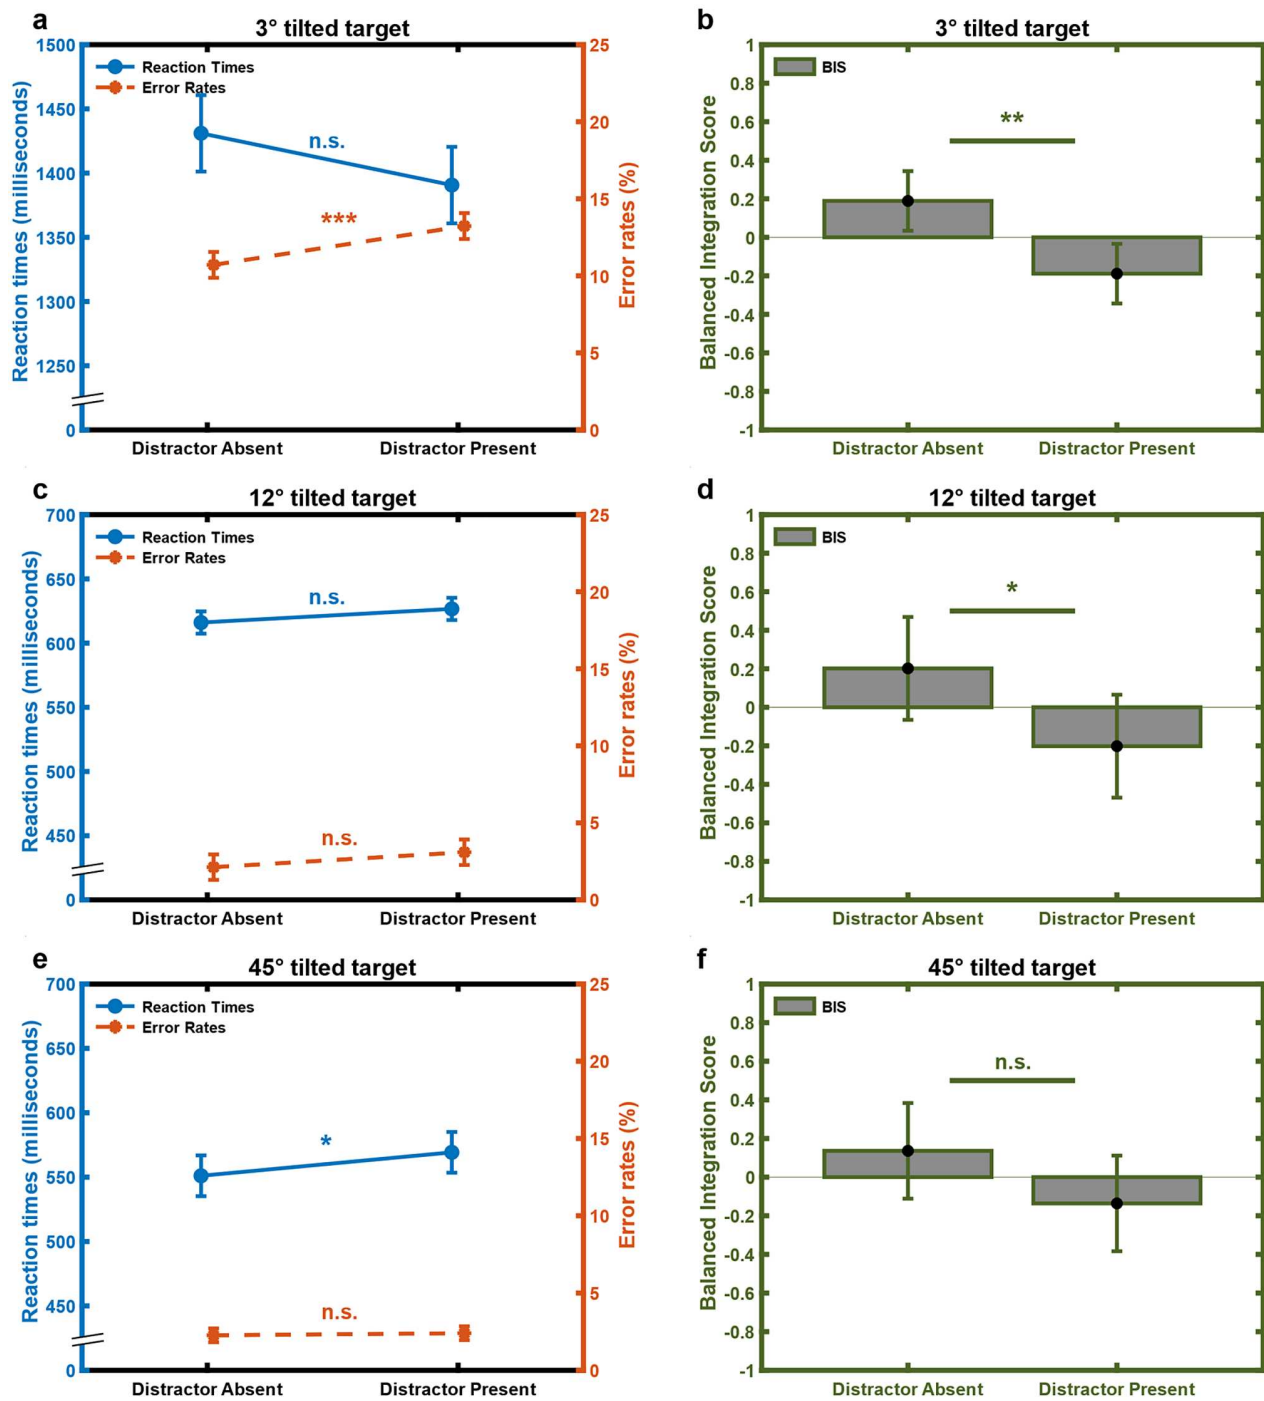 a
3° tilted target
1500
1450
1400
1350
1300
1250
0
Reaction times (milliseconds)
Reaction Times
Error Rates
n.s.
***
25
20
15
10
5
0
Error rates (%)
Distractor Absent
Distractor Present
b
3° tilted target
1
0.8
0.6
0.4
0.2
0
-0.2
-0.4
-0.6
-0.8
-1
Balanced Integration Score
BIS
**
Distractor Absent
Distractor Present
c
12° tilted target
700
650
600
550
500
450
0
Reaction times (milliseconds)
Reaction Times
Error Rates
n.s.
n.s.
25
20
15
10
5
0
Error rates (%)
Distractor Absent
Distractor Present
d
12° tilted target
1
0.8
0.6
0.4
0.2
0
-0.2
-0.4
-0.6
-0.8
-1
Balanced Integration Score
BIS
*
Distractor Absent
Distractor Present
e
45° tilted target
700
650
600
550
500
450
0
Reaction times (milliseconds)
Reaction Times
Error Rates
*
n.s.
25
20
15
10
5
0
Error rates (%)
Distractor Absent
Distractor Present
f
45° tilted target
1
0.8
0.6
0.4
0.2
0
-0.2
-0.4
-0.6
-0.8
-1
Balanced Integration Score
BIS
n.s.
Distractor Absent
Distractor Present